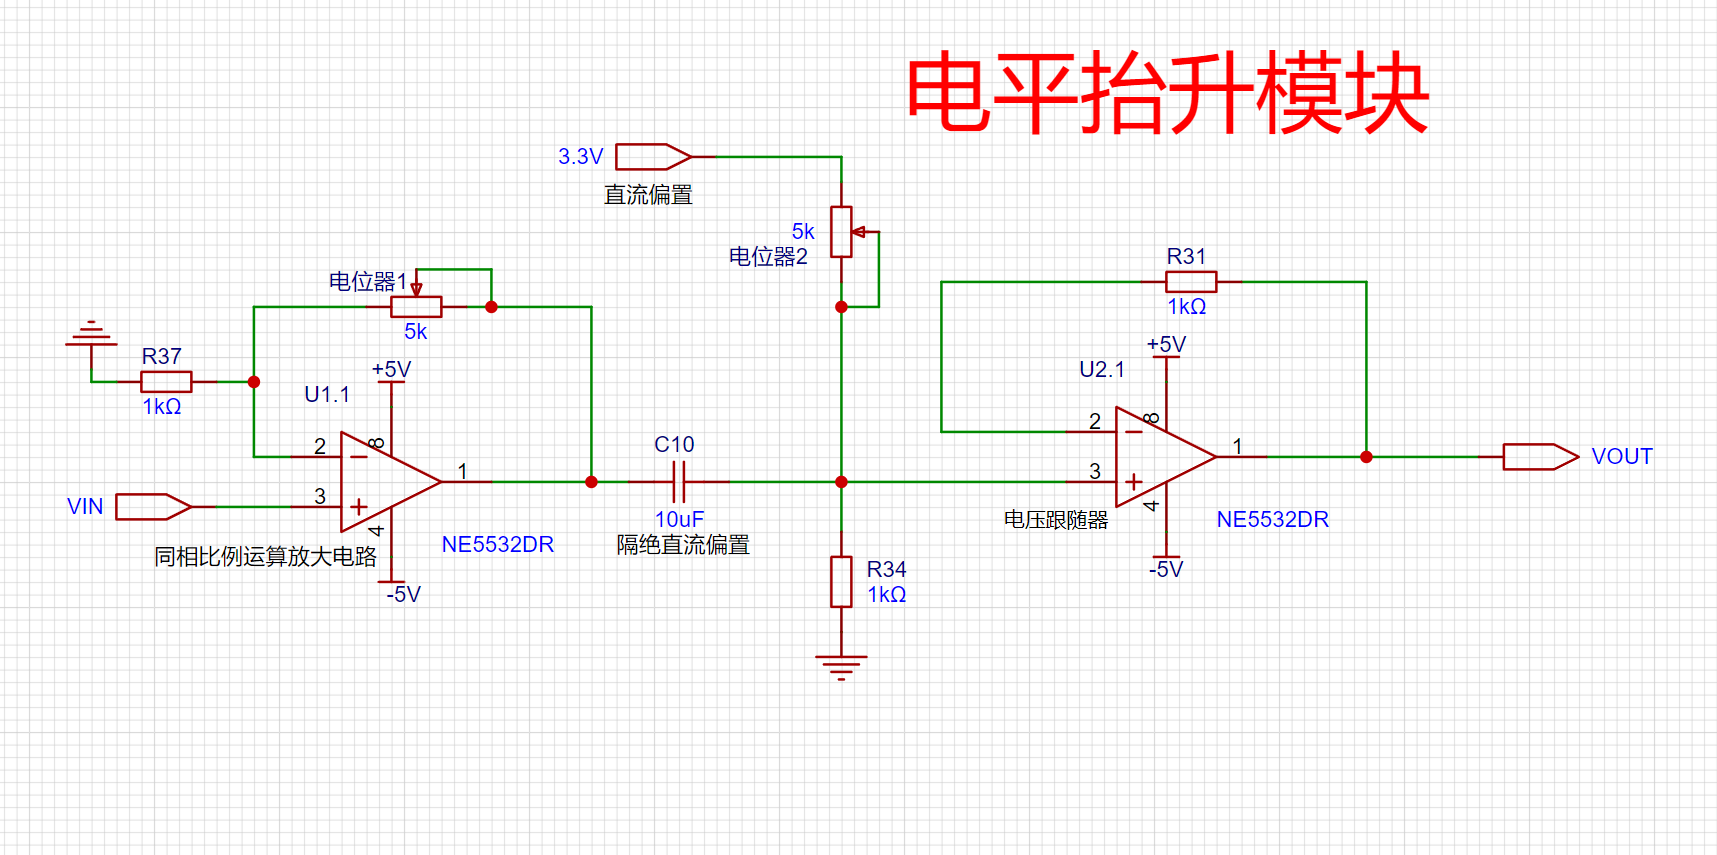 电平抬升模块
3.3V
直流偏置
5k
电位器2
电位器1
5k
R37
1kΩ
U1.1
+5V
8
2
3
1
4
VIN
同相比例运算放大电路
-5V
NE5532DR
C10
10uF
隔绝直流偏置
R34
1kΩ
R31
1kΩ
+5V
U2.1
8
2
3
1
4
电压跟随器
NE5532DR
-5V
VOUT